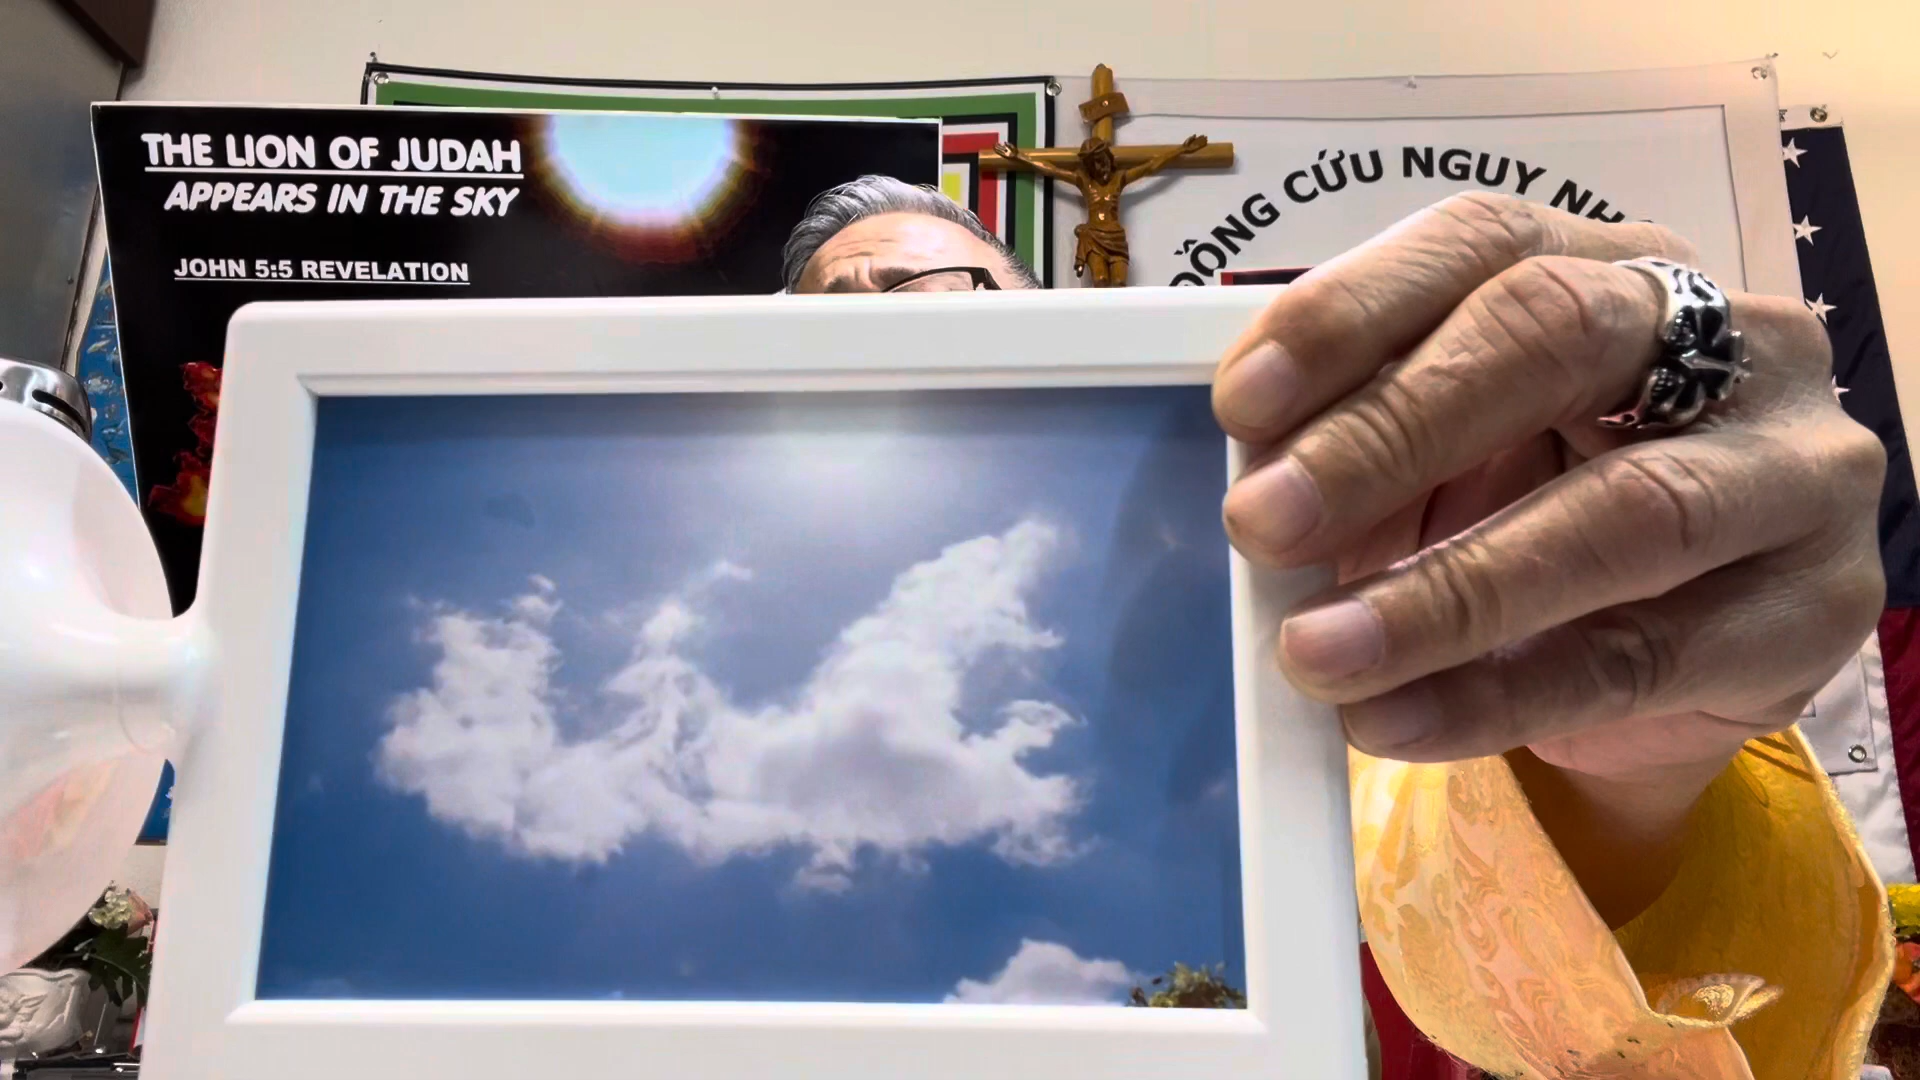 THE LION OF JUDAH
APPEARS IN THE SKY
JOHN 5:5 REVELATION
ĐỒNG CỨU NGUY